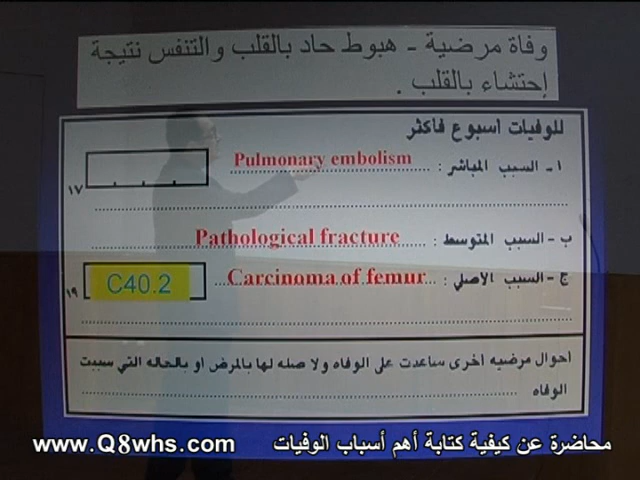 وفاة مرضية - هبوط حاد بالقلب والتنفس نتيجة
إحتشاء بالقلب .
للوفيات اسبوع فاكثر
ا - السبب المباشر : Pulmonary embolism
١٧
ب - السبب المتوسط : Pathological fracture
ج - السبب الاصلي : Carcinoma of femur
١٩ C40.2
احوال مرضيه اخرى ساعدت على الوفاه ولا صله لها بالمرض او بالحاله التي سببت
الوفاه
محاضرة عن كيفية كتابة أهم أسباب الوفيات www.Q8whs.com